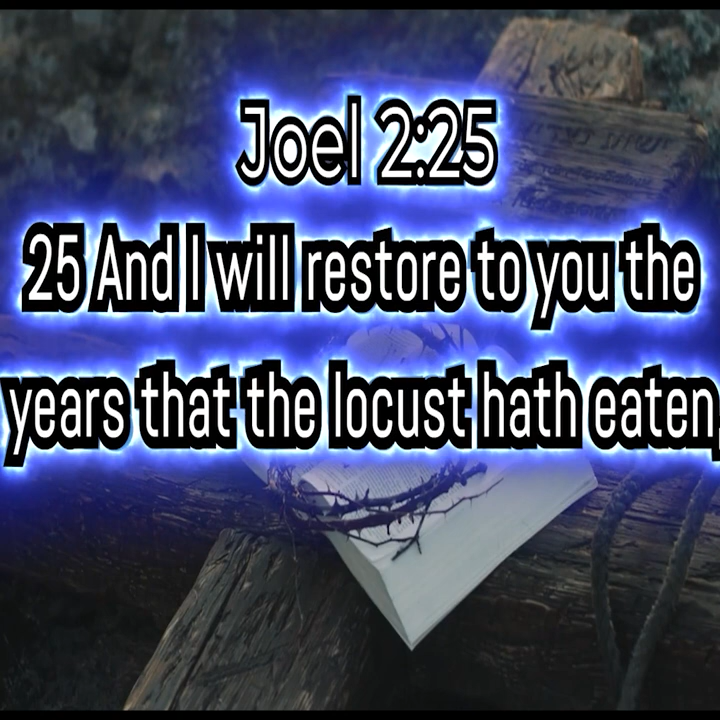 Joel 2:25
25 And I will restore to you the
years that the locust hath eaten,